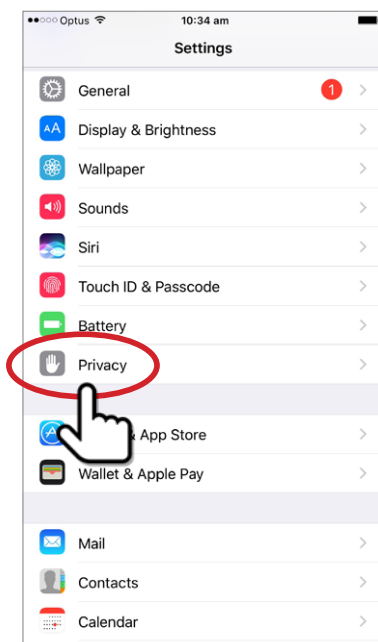 Optus 10:34 am
Settings
General 1
AA Display & Brightness
Wallpaper
Sounds
Siri
Touch ID & Passcode
Battery
Privacy
& App Store
Wallet & Apple Pay
Mail
Contacts
Calendar